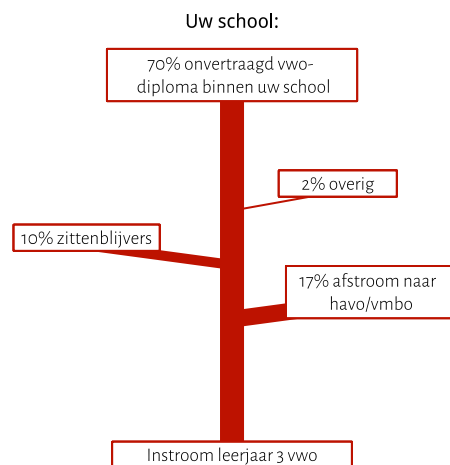 Uw school:
70% onvertraagd vwo-
diploma binnen uw school
2% overig
10% zittenblijvers
17% afstroom naar
havo/vmbo
Instroom leerjaar 3 vwo